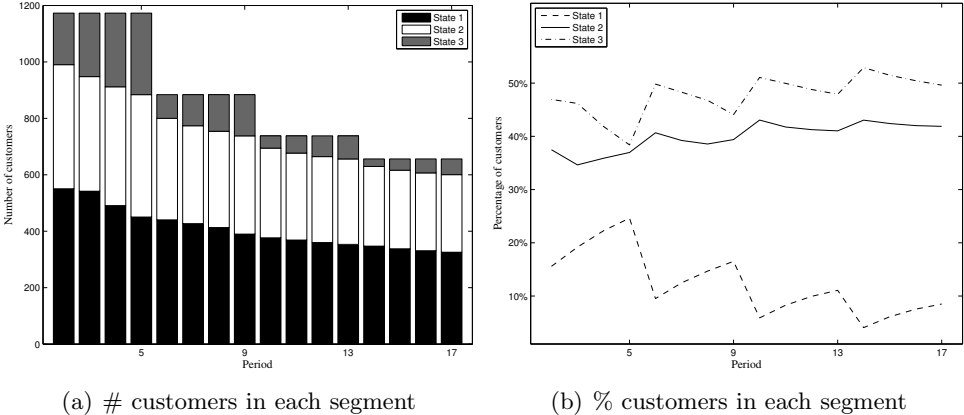 1200
1000
800
600
400
200
0
Number of customers
State 1
State 2
State 3
5
9
13
17
Period
(a) # customers in each segment
50%
40%
30%
20%
10%
Percentage of customers
State 1
State 2
State 3
5
9
13
17
Period
(b) % customers in each segment